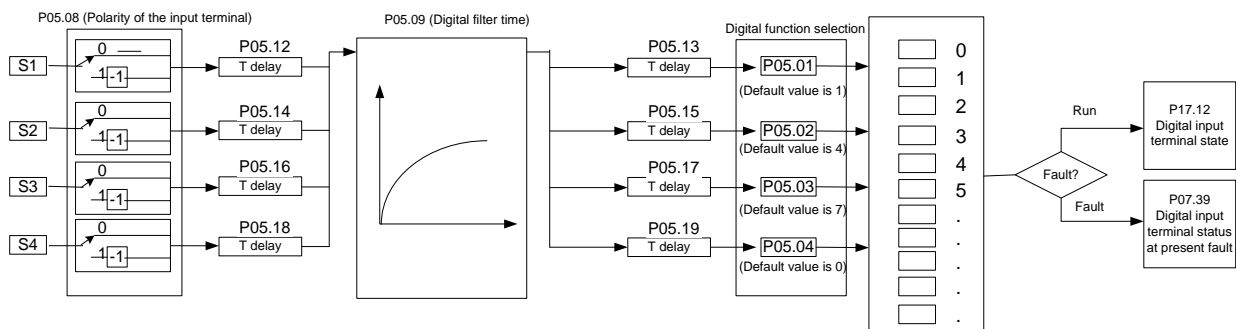 P05.08 (Polarity of the input terminal)
P05.09 (Digital filter time)
Digital function selection
S1
0
1
-1
P05.12
T delay
S2
0
1
-1
P05.14
T delay
S3
0
1
-1
P05.16
T delay
S4
0
1
-1
P05.18
T delay
P05.13
T delay
P05.01
(Default value is 1)
P05.15
T delay
P05.02
(Default value is 4)
P05.17
T delay
P05.03
(Default value is 7)
P05.19
T delay
P05.04
(Default value is 0)
0
1
2
3
4
5
.
.
.
.
.
Fault?
Run
Fault
P17.12
Digital input
terminal state
P07.39
Digital input
terminal status
at present fault